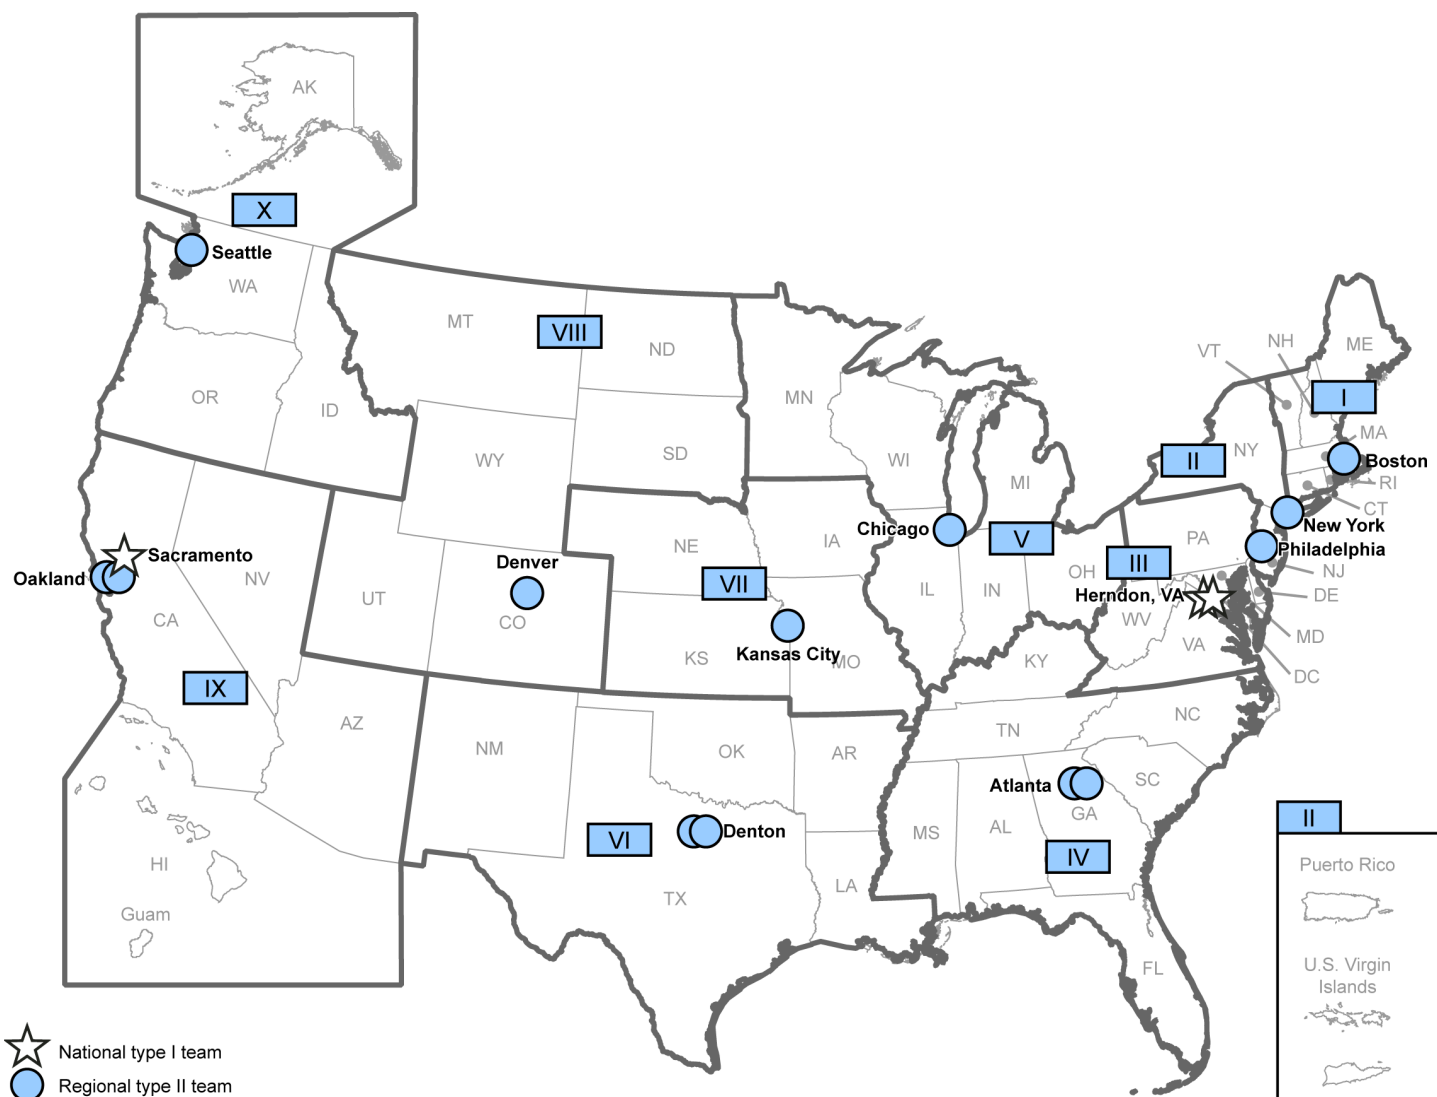 AK
X
Seattle
WA
MT
VIII
ND
OR
ID
MN
WY
SD
WI
MI
VT
NH
ME
I
NY
MA
II
Boston
RI
CT
New York
Philadelphia
PA
III
NJ
Herndon, VA
DE
WV
VA
MD
DC
Chicago
V
OH
IL
IN
IA
NE
VII
Kansas City
KS
MO
KY
Sacramento
Oakland
NV
CA
UT
Denver
CO
IX
AZ
NM
OK
AR
TN
NC
SC
Atlanta
GA
MS
AL
IV
VI
Denton
TX
LA
FL
HI
Guam
II
Puerto Rico
U.S. Virgin
Islands
National type I team
Regional type II team